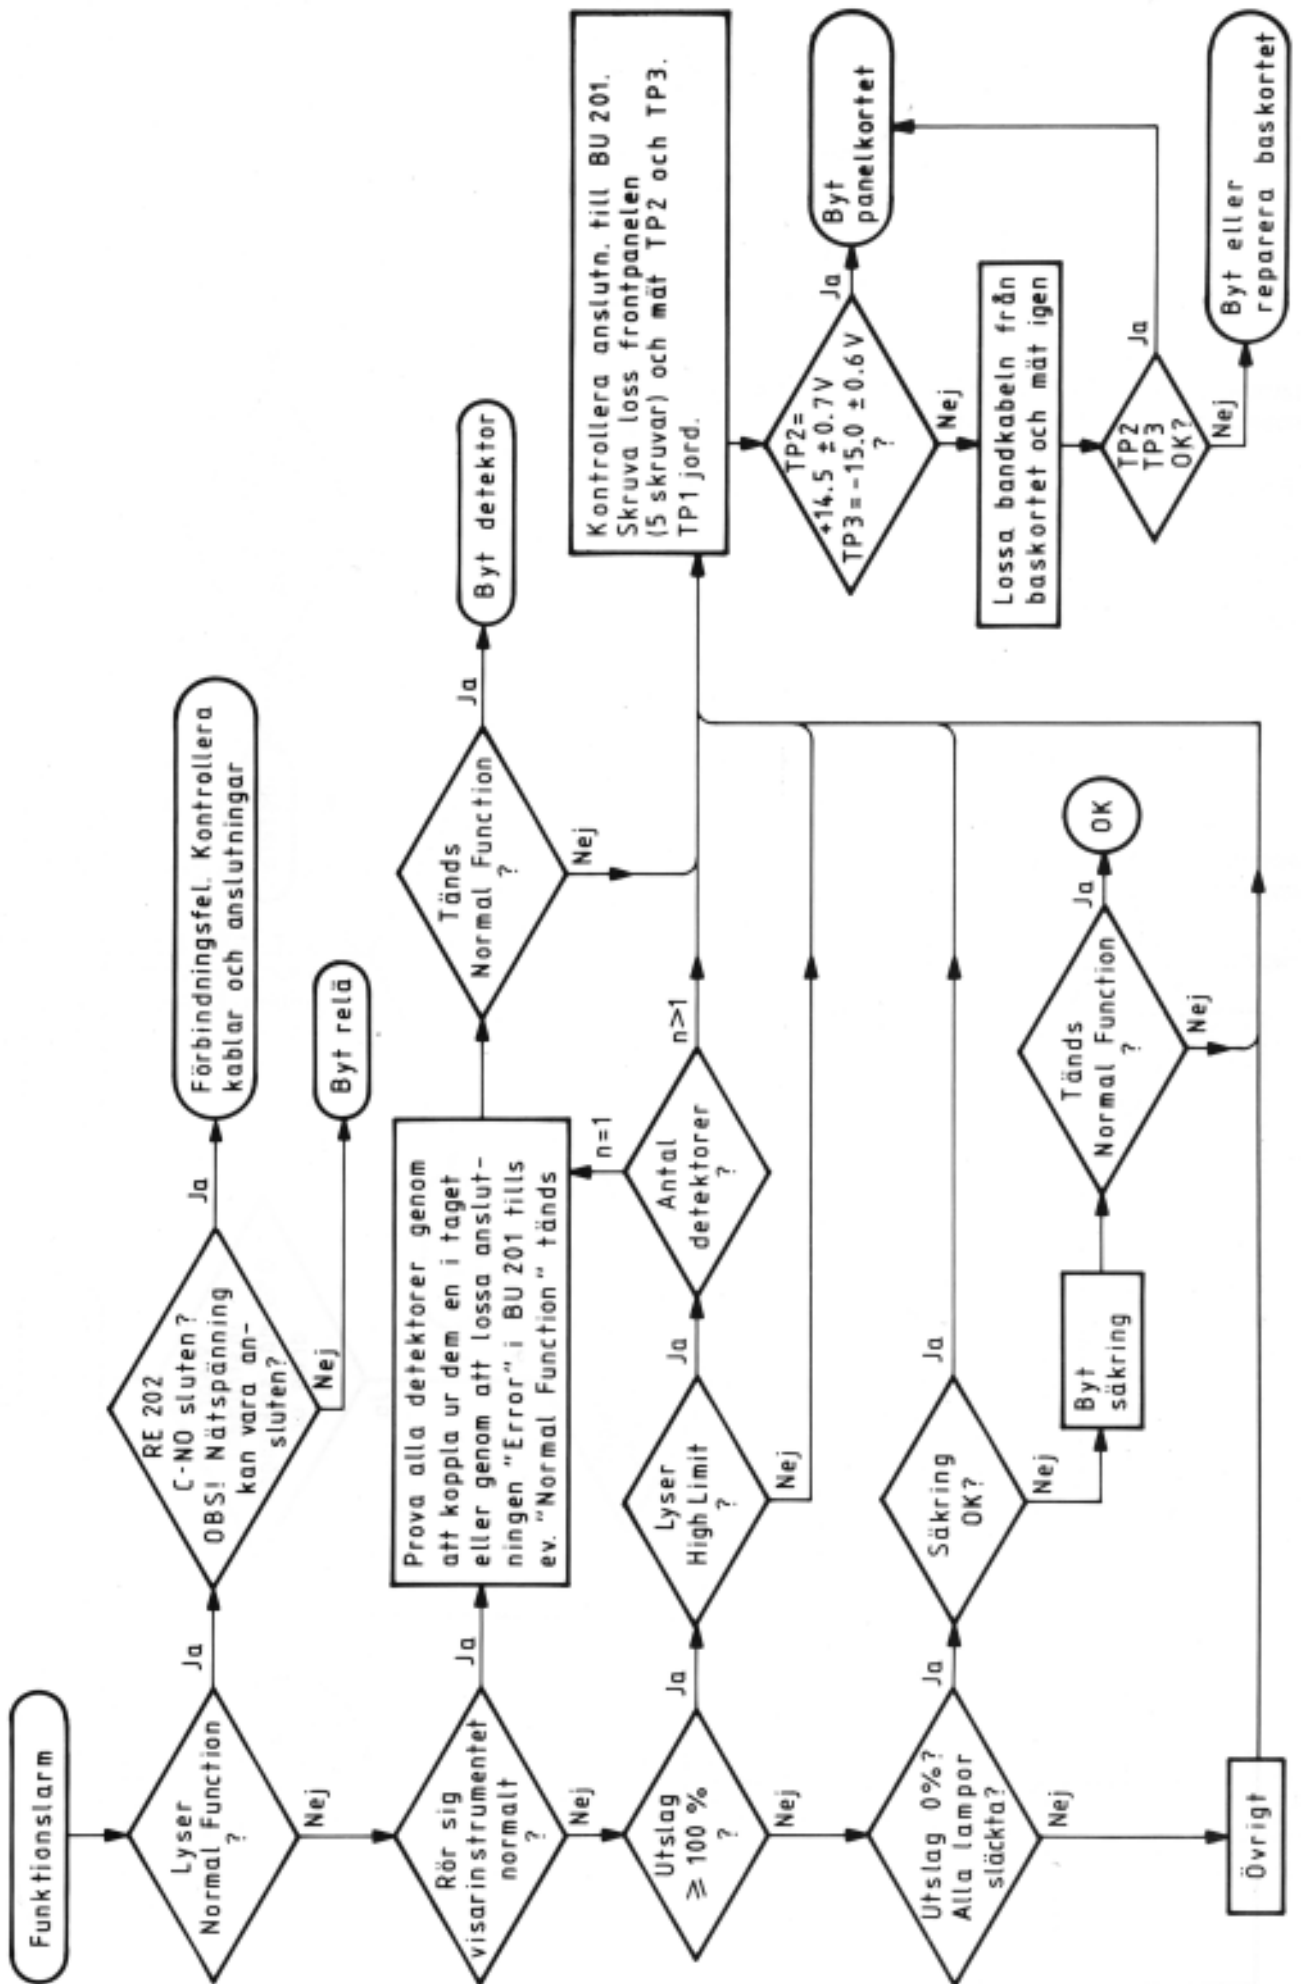 Funktionslarm
Lyser
Normal Function
?
Ja
Nej
RE 202
C-NO sluten?
OBS! Nätspänning
kan vara an-
sluten?
Ja
Nej
Förbindningsfel. Kontrollera
kablar och anslutningar
Byt relä
Rör sig
visarinstrumentet
normalt
?
Ja
Nej
Prova alla detektorer genom
att koppla ur dem en i taget
eller genom att lossa anslut-
ningen "Error" i BU 201 tills
ev. "Normal Function" tänds
Tänds
Normal Function
?
Ja
Nej
Byt detektor
Utslag
≥ 100 %
?
Ja
Nej
Lyser
High Limit
?
Ja
Nej
Antal
detektorer
?
n=1
n>1
Kontrollera anslutn. till BU 201.
Skruva loss frontpanelen
(5 skruvar) och mät TP2 och TP3.
TP1 jord.
TP2=
+14.5 ±0.7V
TP3=-15.0 ±0.6V
?
Ja
Nej
Byt
panelkortet
Lossa bandkabeln från
baskortet och mät igen
TP2
TP3
OK?
Ja
Nej
Byt eller
reparera baskortet
Utslag 0%?
Alla lampor
släckta?
Ja
Nej
Säkring
OK?
Ja
Nej
Byt
säkring
Tänds
Normal Function
?
Ja
Nej
OK
Övrigt